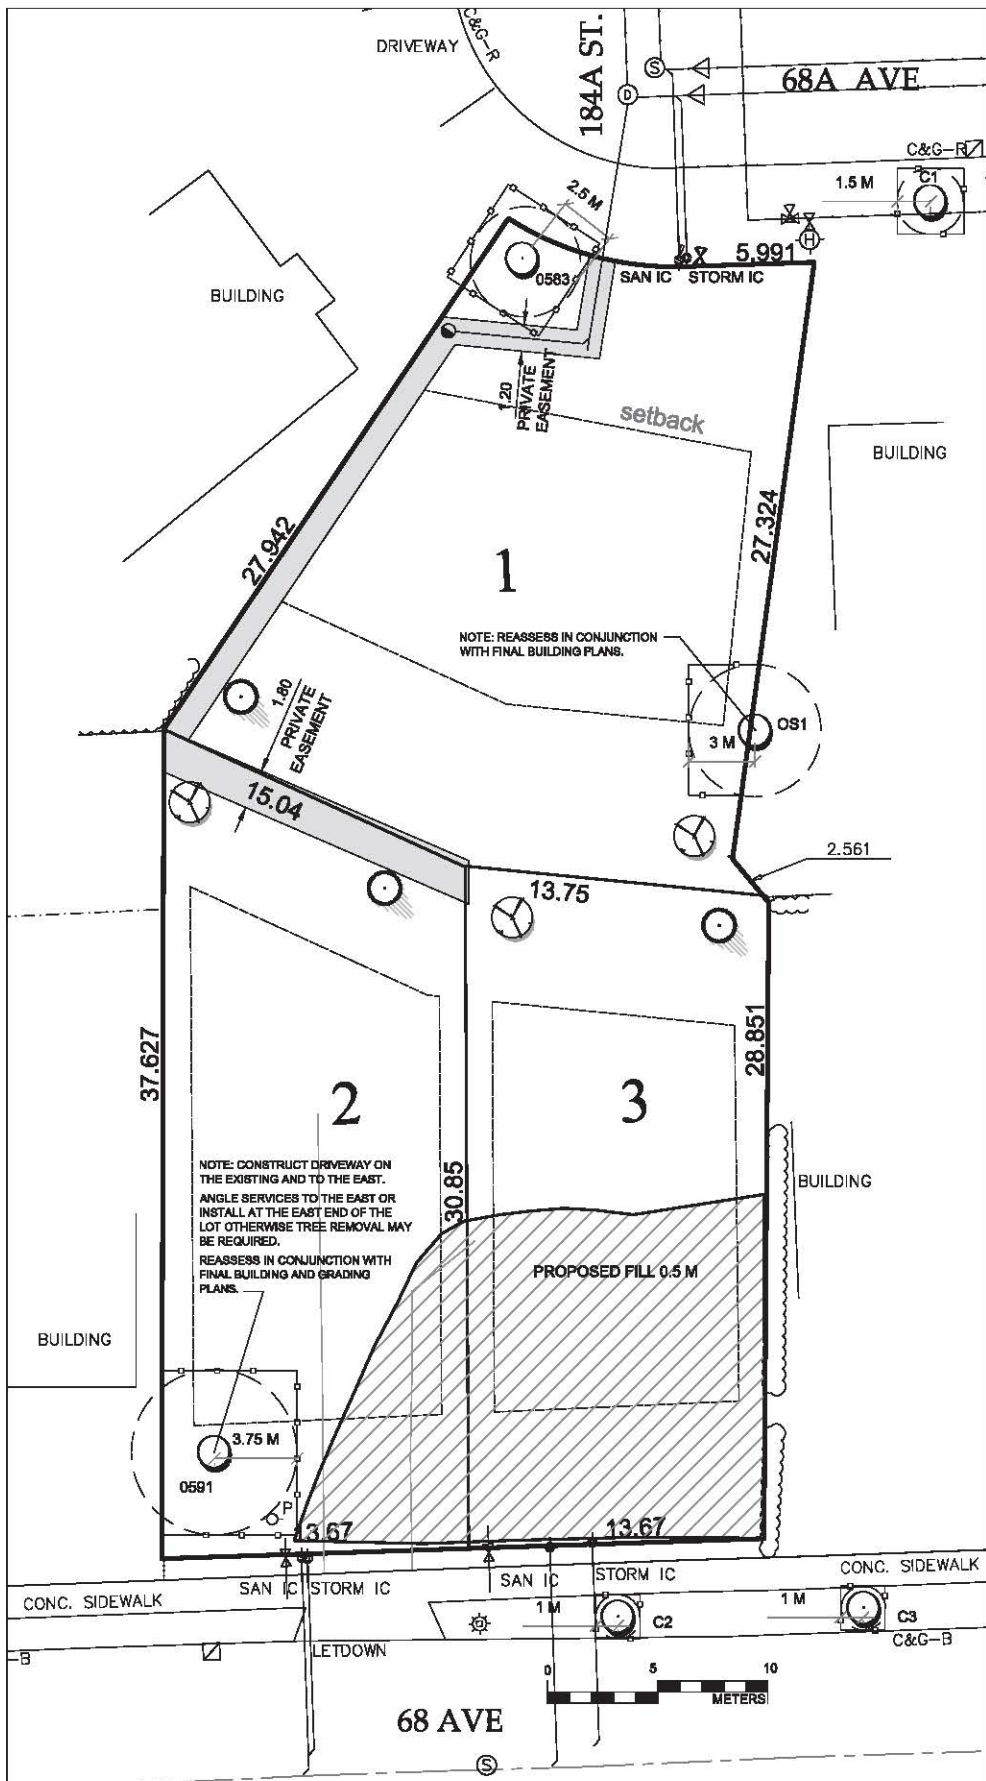 DRIVEWAY
C&G-R
184A ST.
S
D
68A AVE
C&G-R
C1
1.5 M
H
2.5 M
5.991
0583
SAN IC
STORM IC
BUILDING
1.20
PRIVATE
EASEMENT
setback
BUILDING
27.942
27.324
1
NOTE: REASSESS IN CONJUNCTION
WITH FINAL BUILDING PLANS.
OS1
3 M
1.80
PRIVATE
EASEMENT
15.04
2.561
13.75
37.627
28.851
2
3
NOTE: CONSTRUCT DRIVEWAY ON
THE EXISTING AND TO THE EAST.
ANGLE SERVICES TO THE EAST OR
INSTALL AT THE EAST END OF THE
LOT OTHERWISE TREE REMOVAL MAY
BE REQUIRED.
REASSESS IN CONJUNCTION WITH
FINAL BUILDING AND GRADING
PLANS.
30.85
BUILDING
PROPOSED FILL 0.5 M
BUILDING
3.75 M
0591
P
13.67
13.67
SAN IC
STORM IC
SAN IC
STORM IC
CONC. SIDEWALK
CONC. SIDEWALK
1 M
C2
1 M
C3
C&G-B
-B
LETDOWN
0
5
10
METERS
68 AVE
S